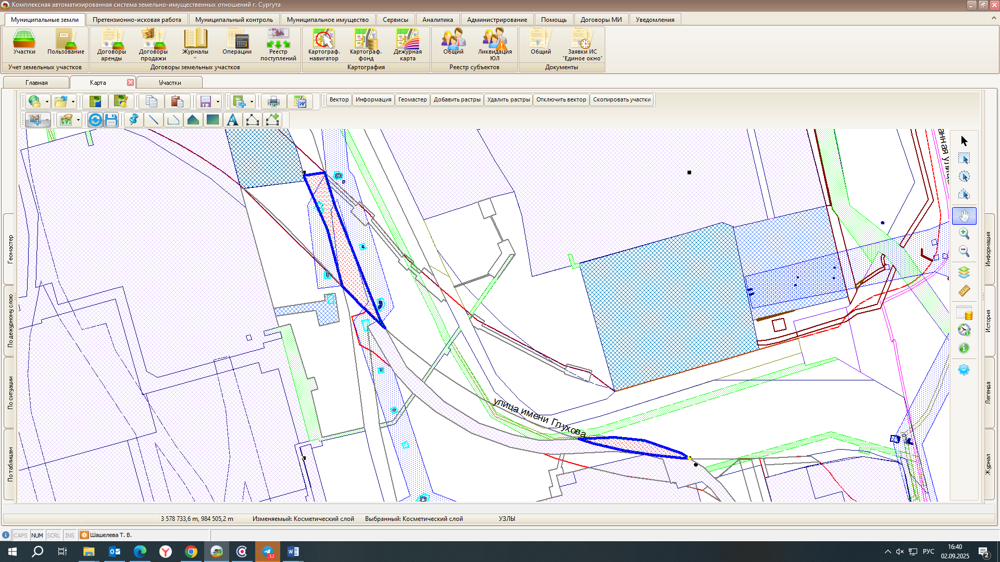 Комплексная автоматизированная система земельно-имущественных отношений г. Сургута
Муниципальные земли
Претензионно-исковая работа
Муниципальный контроль
Муниципальное имущество
Сервисы
Аналитика
Администрирование
Помощь
Договоры МИ
Уведомления
Участки
Пользование
Договоры аренды
Договоры продажи
Журналы
Операции
Реестр поступлений
Картограф. навигатор
Картограф. фонд
Дежурная карта
Общий
Ликвидация ЮЛ
Общий
Заявки ИС "Единое окно"
Учет земельных участков
Договоры земельных участков
Картография
Реестр субъектов
Документы
Главная
Карта
Участки
Вектор
Информация
Геомастер
Добавить растры
Удалить растры
Отключить вектор
Скопировать участки
Геомастер
По дежурному слою
По ситуации
По таблицам
улица имени Глухова
Информация
История
Легенда
Журнал
3 578 733,6 m, 984 505,2 m
Изменяемый: Косметический слой
Выбранный: Косметический слой
УЗЛЫ
CAPS
NUM
SCRL
INS
Шашелева Т. В.
РУС
16:40
02.09.2025
2